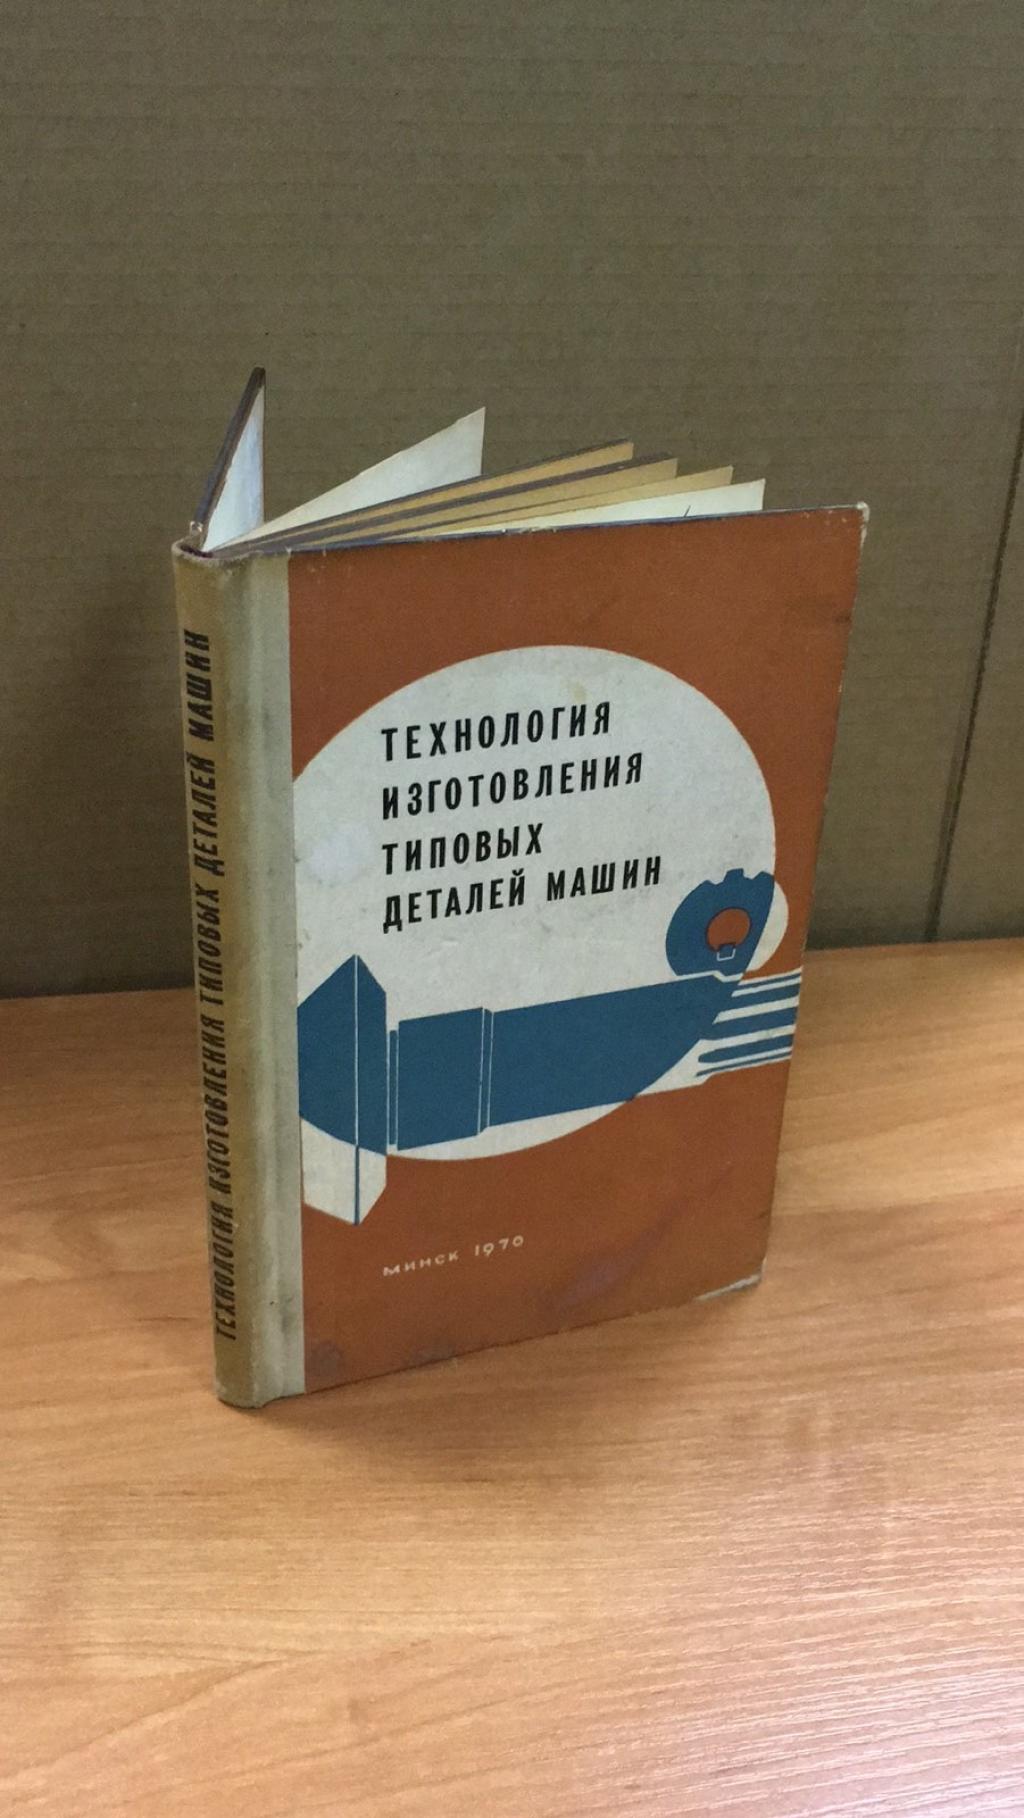 ТЕХНОЛОГИЯ ИЗГОТОВЛЕНИЯ ТИПОВЫХ ДЕТАЛЕЙ МАШИН
ТЕХНОЛОГИЯ
ИЗГОТОВЛЕНИЯ
ТИПОВЫХ
ДЕТАЛЕЙ МАШИН
МИНСК 1970